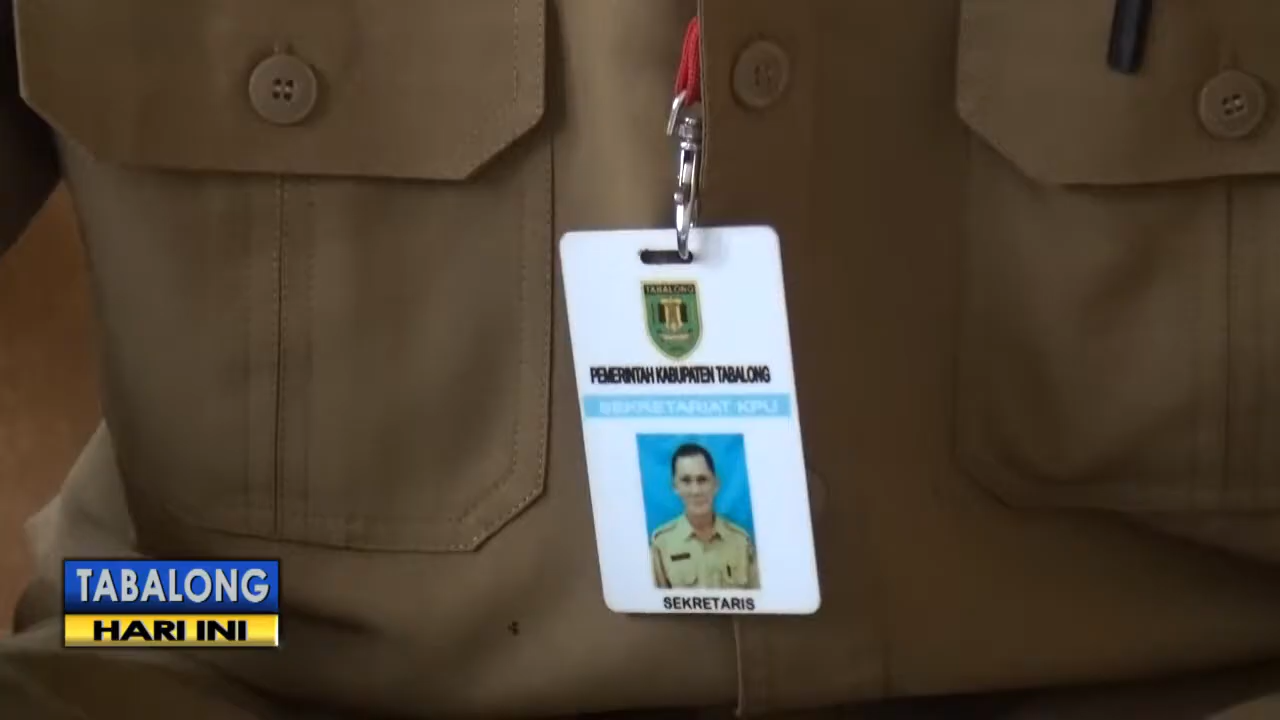 TABALONG
PEMERINTAH KABUPATEN TABALONG
SEKRETARIAT KPU
SEKRETARIS
TABALONG
HARI INI